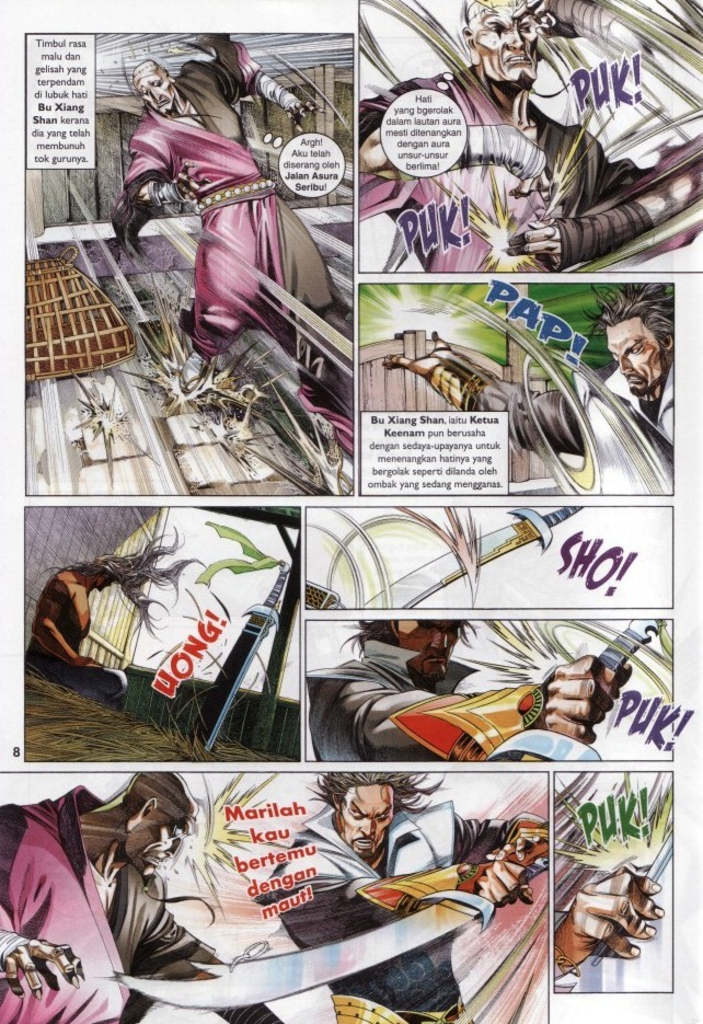 Timbul rasa
malu dan
gelisah yang
terpendam
di lubuk hati
Bu Xiang
Shan kerana
dia yang telah
membunuh
tok gurunya.
Argh!
Aku telah
diserang oleh
Jalan Asura
Seribu!
PUK!
Hati
yang bgerolak
dalam lautan aura
mesti ditenangkan
dengan aura
unsur-unsur
berlima!
PUK!
PAP!
Bu Xiang Shan, iaitu Ketua
Keenam pun berusaha
dengan sedaya-upayanya untuk
menenangkan hatinya yang
bergolak seperti dilanda oleh
ombak yang sedang mengganas.
UONG!
SHO!
PUK!
8
Marilah
kau
bertemu
dengan
maut!
PUK!